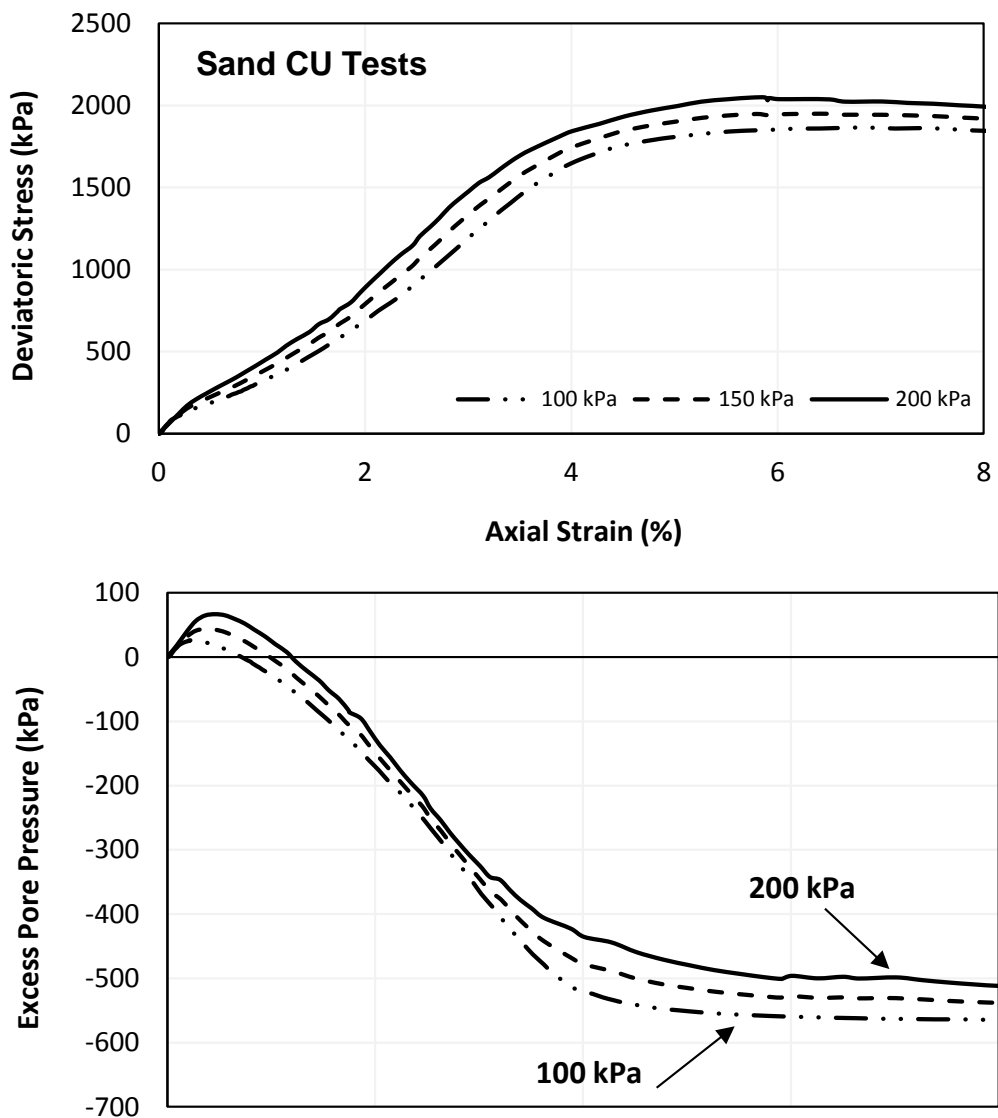 2500
Sand CU Tests
2000
1500
1000
500
0
Deviatoric Stress (kPa)
100 kPa 150 kPa 200 kPa
0 2 4 6 8
Axial Strain (%)
100
0
-100
-200
-300
-400
-500
-600
-700
Excess Pore Pressure (kPa)
200 kPa
100 kPa